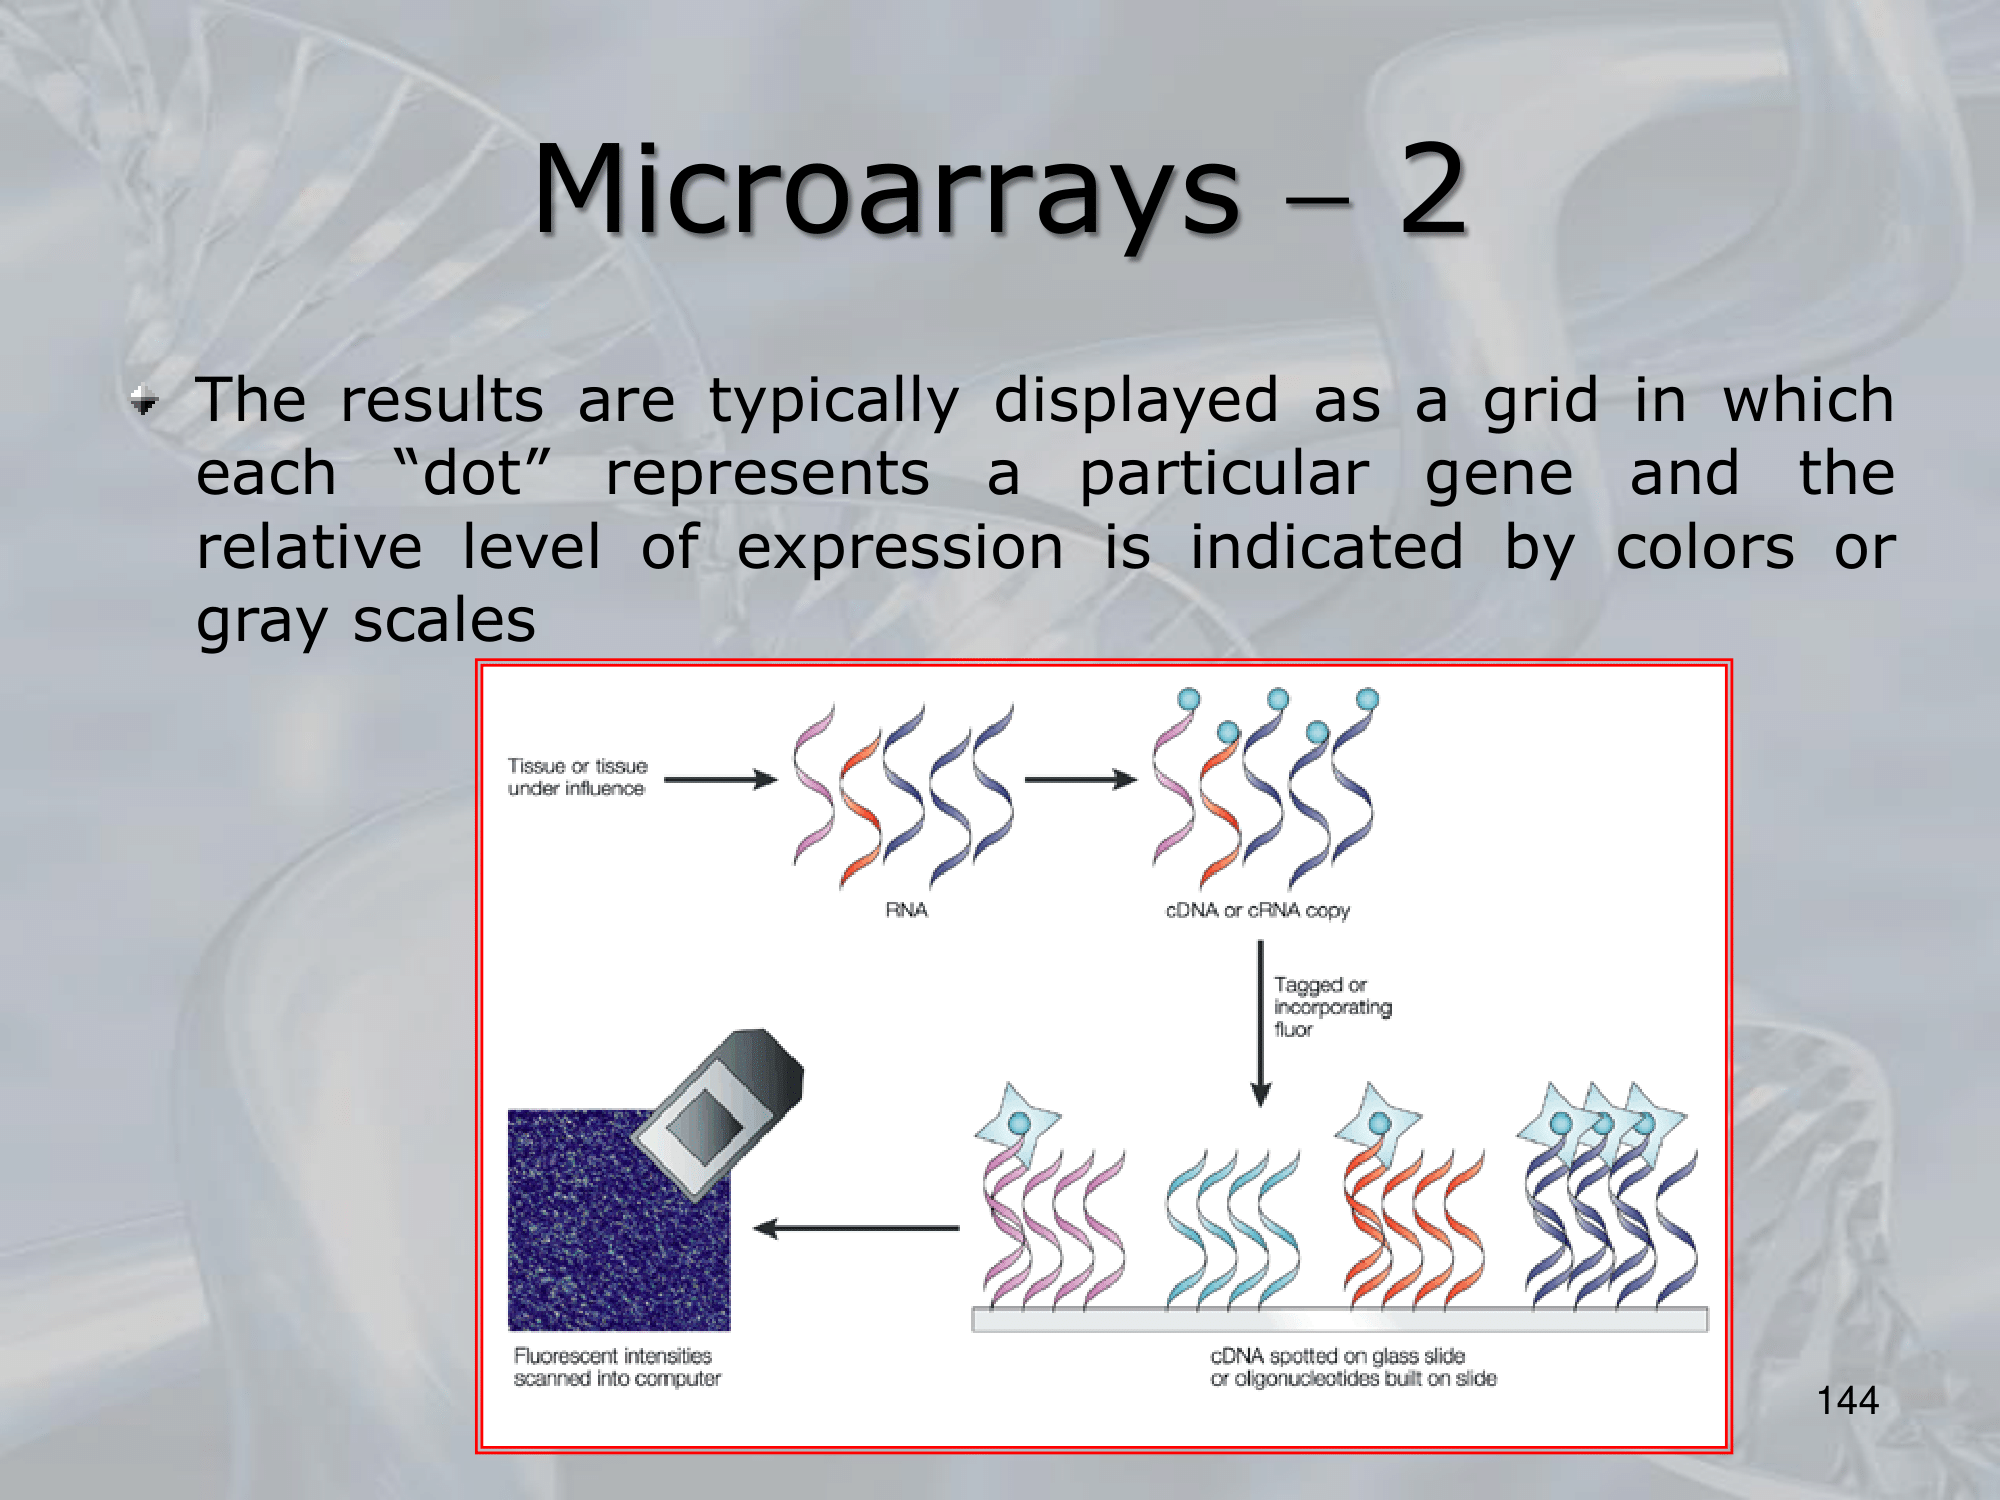 Microarrays – 2
The results are typically displayed as a grid in which
each “dot” represents a particular gene and the
relative level of expression is indicated by colors or
gray scales
Tissue or tissue
under influence
RNA
cDNA or cRNA copy
Tagged or
incorporating
fluor
Fluorescent intensities
scanned into computer
cDNA spotted on glass slide
or oligonucleotides built on slide
144